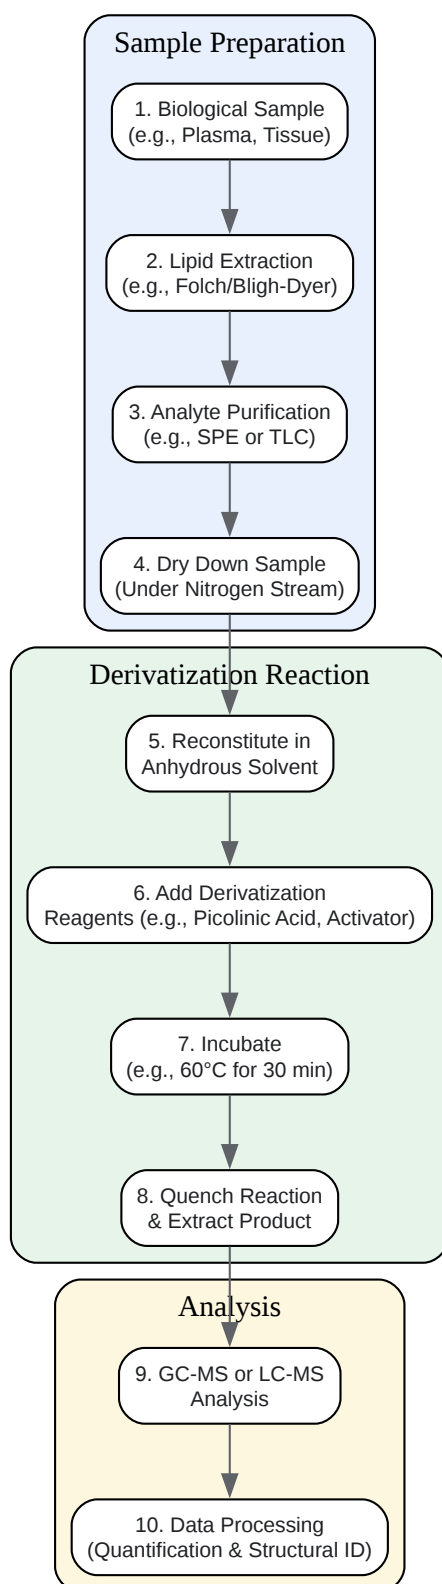 Sample Preparation
1. Biological Sample
(e.g., Plasma, Tissue)
2. Lipid Extraction
(e.g., Folch/Bligh-Dyer)
3. Analyte Purification
(e.g., SPE or TLC)
4. Dry Down Sample
(Under Nitrogen Stream)
Derivatization Reaction
5. Reconstitute in
Anhydrous Solvent
6. Add Derivatization
Reagents (e.g., Picolinic Acid, Activator)
7. Incubate
(e.g., 60°C for 30 min)
8. Quench Reaction
& Extract Product
Analysis
9. GC-MS or LC-MS
Analysis
10. Data Processing
(Quantification & Structural ID)